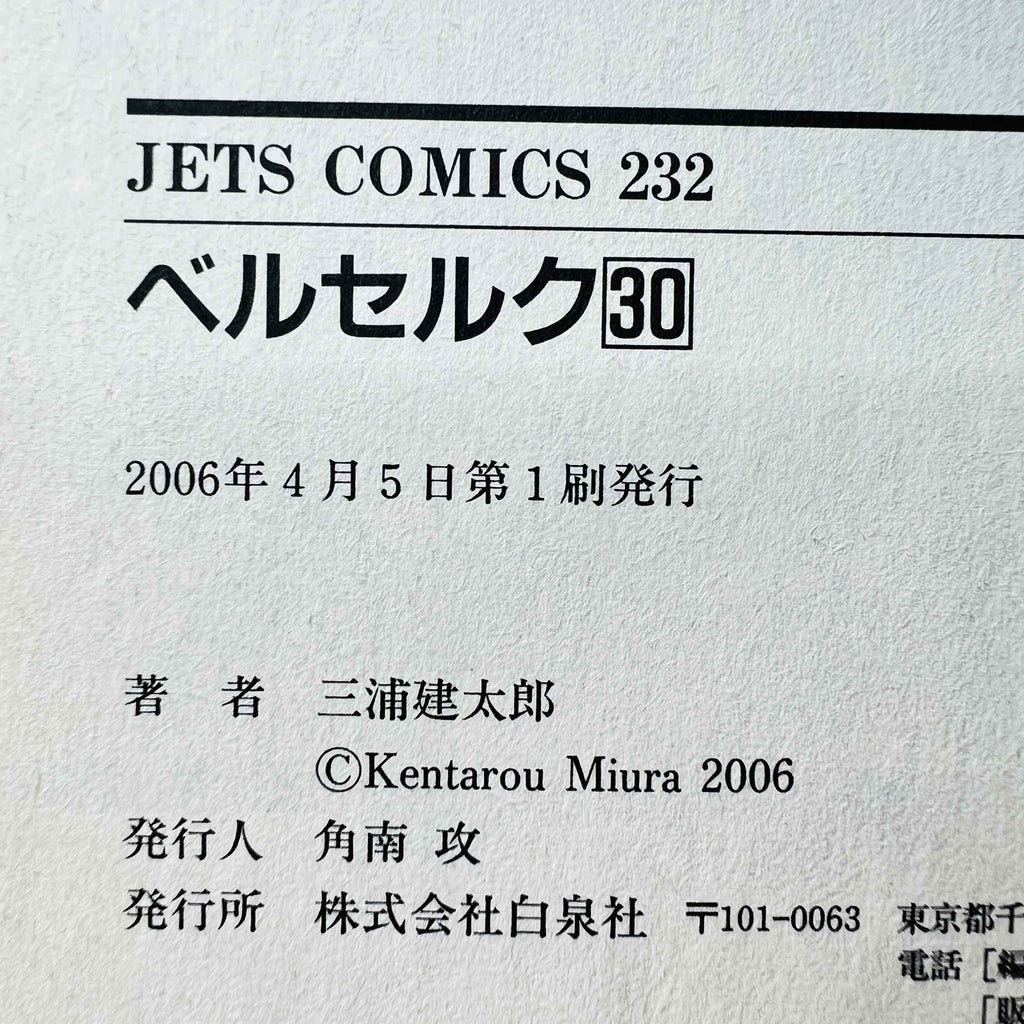 JETS COMICS 232
ベルセルク30
2006年4月5日第1刷発行
著 者 三浦建太郎
©Kentarou Miura 2006
発行人 角南 攻
発行所 株式会社白泉社 〒101-0063 東京都千
電話［編
［販